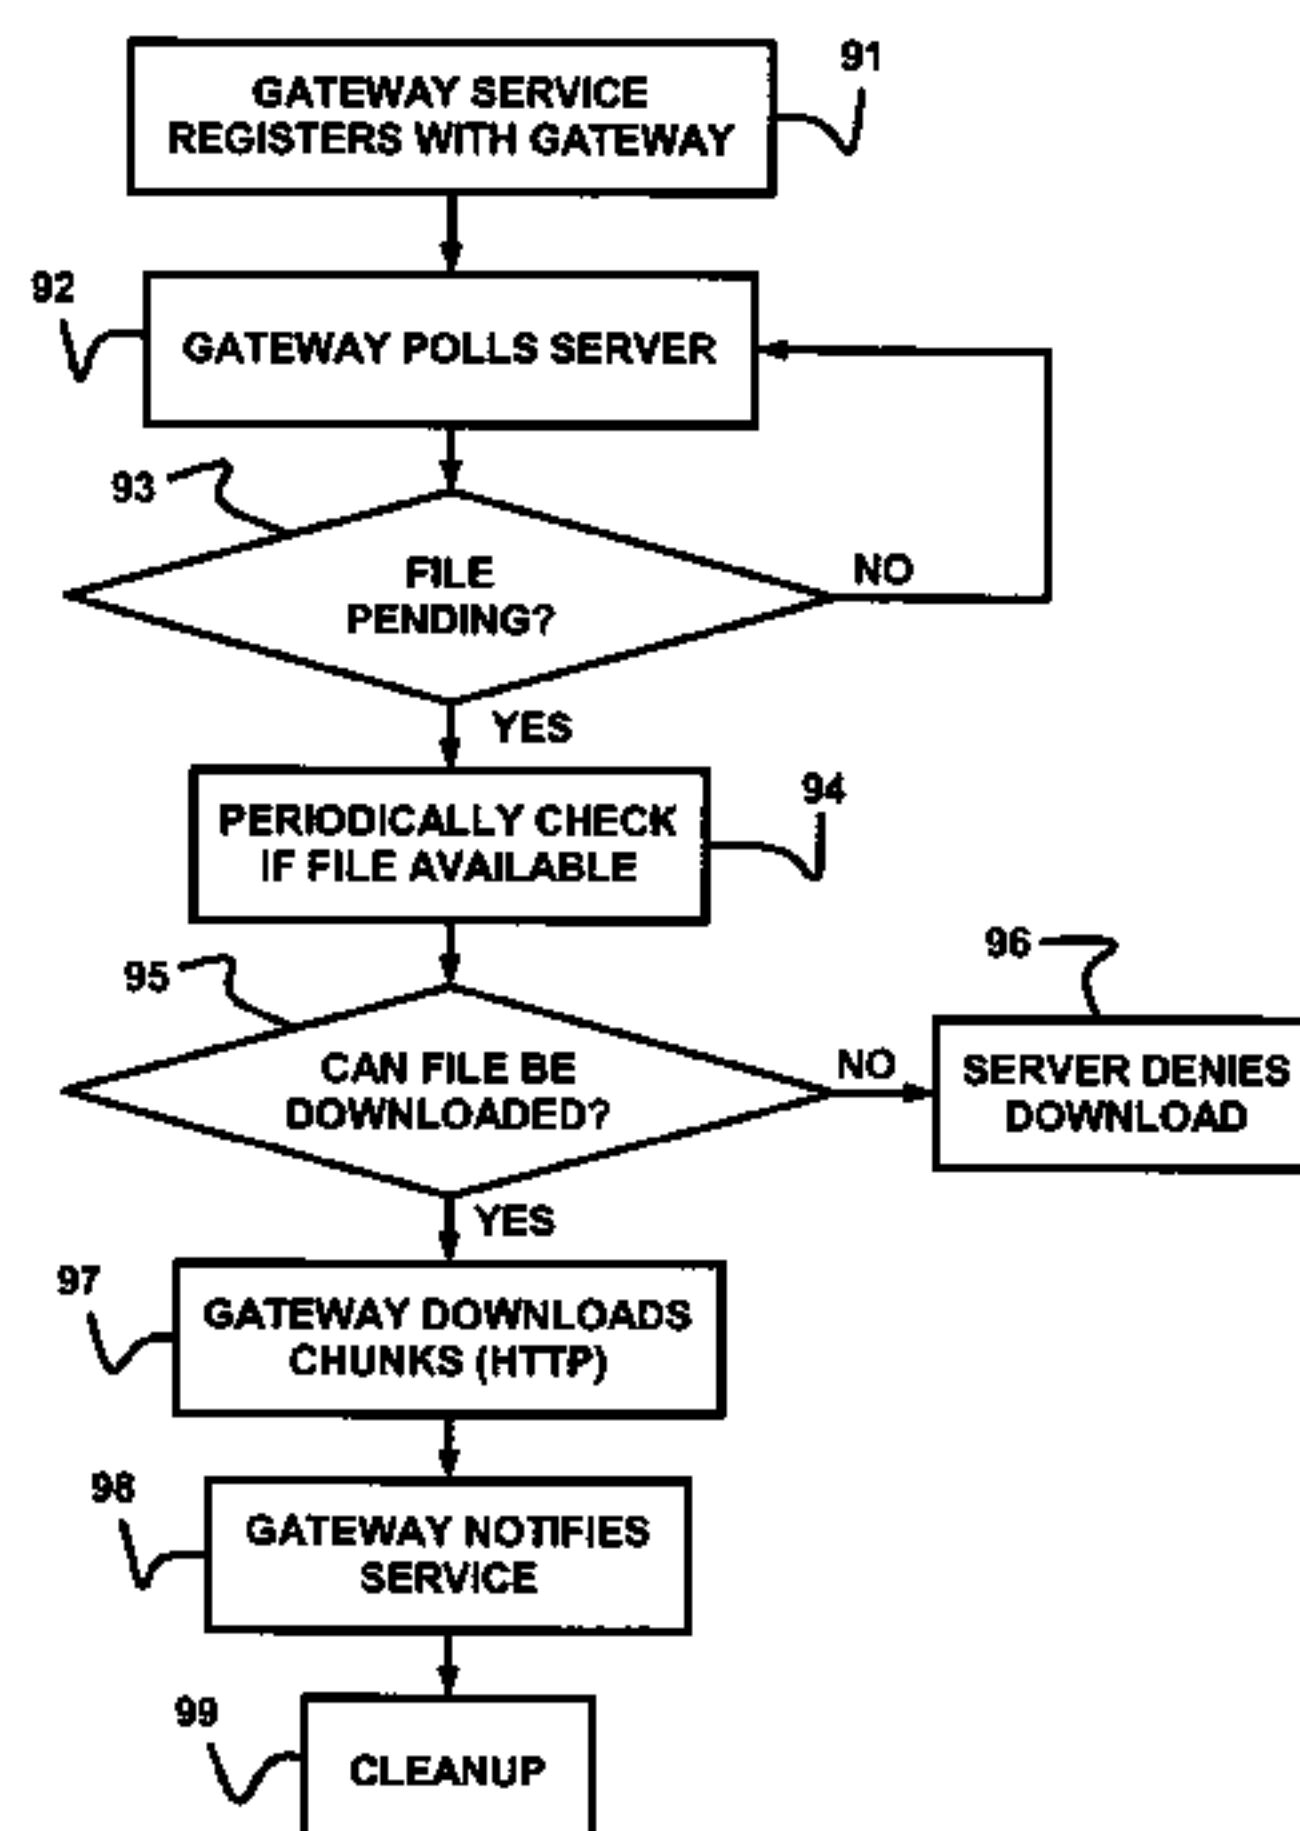 91
GATEWAY SERVICE
REGISTERS WITH GATEWAY
92
GATEWAY POLLS SERVER
93
FILE
PENDING?
NO
YES
94
PERIODICALLY CHECK
IF FILE AVAILABLE
95
CAN FILE BE
DOWNLOADED?
NO
96
SERVER DENIES
DOWNLOAD
YES
97
GATEWAY DOWNLOADS
CHUNKS (HTTP)
98
GATEWAY NOTIFIES
SERVICE
99
CLEANUP